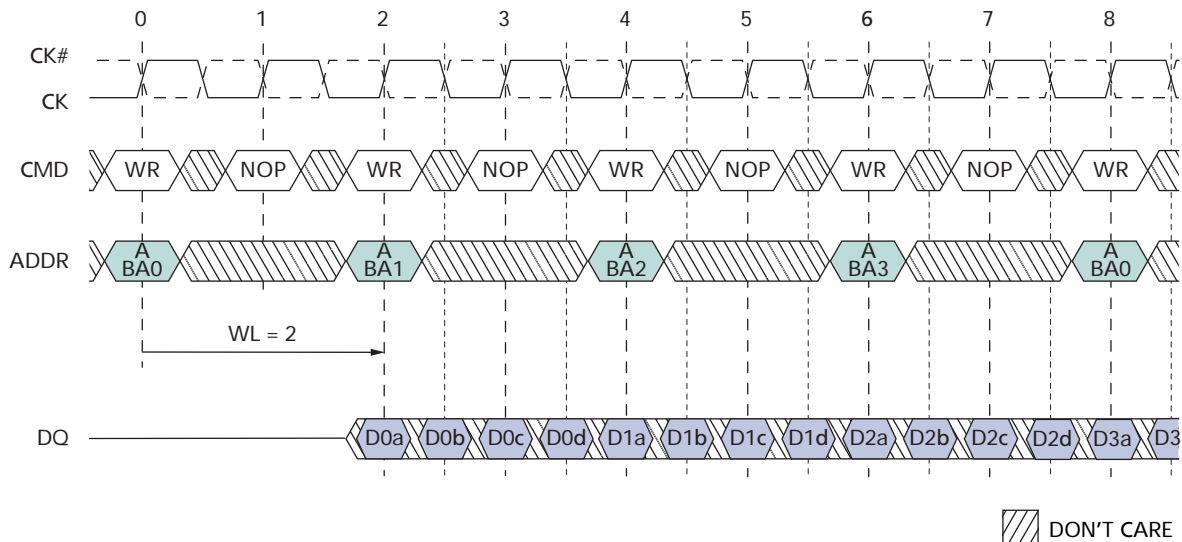 0 1 2 3 4 5 6 7 8
CK#
CK
CMD WR NOP WR NOP WR NOP WR NOP WR
ADDR A BA0 A BA1 A BA2 A BA3 A BA0
WL = 2
DQ D0a D0b D0c D0d D1a D1b D1c D1d D2a D2b D2c D2d D3a D3
DON'T CARE